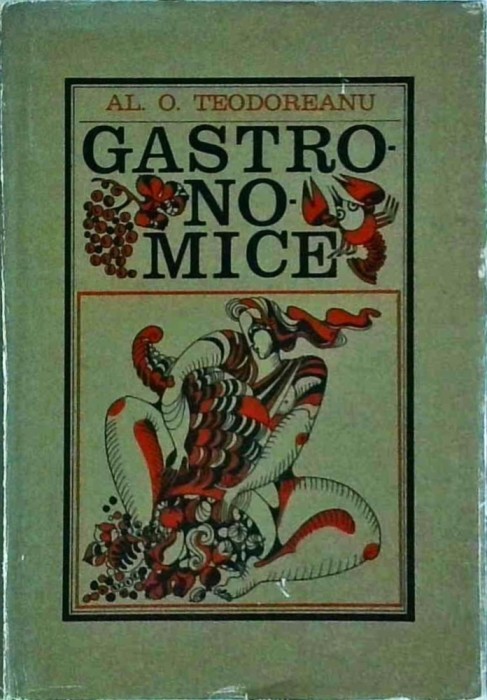 AL. O. TEODOREANU
GASTRO-
NO-
MICE